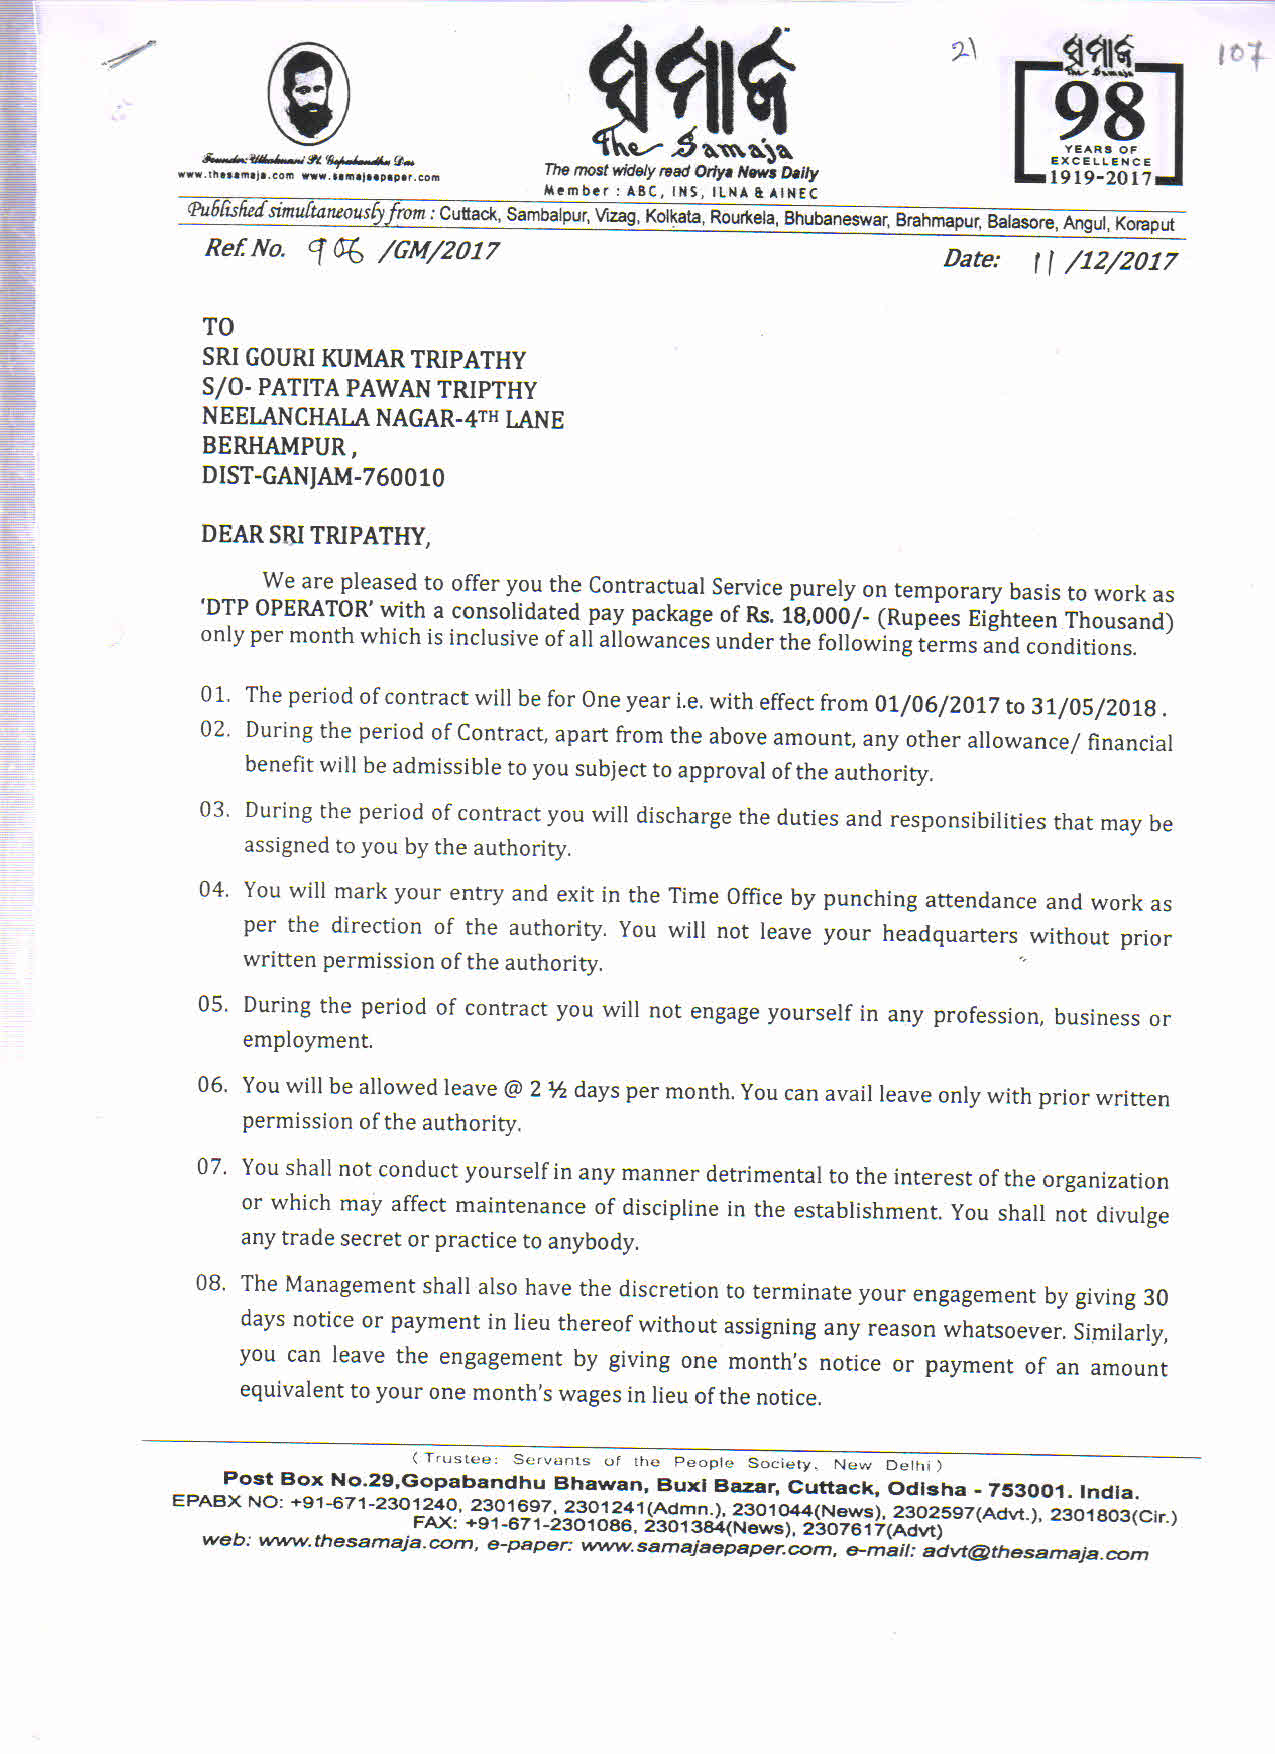 ସମାଜ
The Samaja
The most widely read Oriya News Daily
Member : ABC, INS, ILNA & AINEC
Founder: Utkalmani Pt. Gopabandhu Das
www.thesamaja.com www.samajaepaper.com
21
107
ସମାଜ
The Samaja
98
YEARS OF
EXCELLENCE
1919-2017
Published simultaneously from : Cuttack, Sambalpur, Vizag, Kolkata, Rourkela, Bhubaneswar, Brahmapur, Balasore, Angul, Koraput
Ref. No. 906 /GM/2017
Date: 11 /12/2017
TO
SRI GOURI KUMAR TRIPATHY
S/O- PATITA PAWAN TRIPTHY
NEELANCHALA NAGAR-4TH LANE
BERHAMPUR ,
DIST-GANJAM-760010
DEAR SRI TRIPATHY,
We are pleased to offer you the Contractual Service purely on temporary basis to work as
‘DTP OPERATOR’ with a consolidated pay package of Rs. 18,000/- (Rupees Eighteen Thousand)
only per month which is inclusive of all allowances under the following terms and conditions.
01. The period of contract will be for One year i.e. with effect from 01/06/2017 to 31/05/2018 .
02. During the period of Contract, apart from the above amount, any other allowance/ financial
benefit will be admissible to you subject to approval of the authority.
03. During the period of contract you will discharge the duties and responsibilities that may be
assigned to you by the authority.
04. You will mark your entry and exit in the Time Office by punching attendance and work as
per the direction of the authority. You will not leave your headquarters without prior
written permission of the authority.
05. During the period of contract you will not engage yourself in any profession, business or
employment.
06. You will be allowed leave @ 2 ½ days per month. You can avail leave only with prior written
permission of the authority.
07. You shall not conduct yourself in any manner detrimental to the interest of the organization
or which may affect maintenance of discipline in the establishment. You shall not divulge
any trade secret or practice to anybody.
08. The Management shall also have the discretion to terminate your engagement by giving 30
days notice or payment in lieu thereof without assigning any reason whatsoever. Similarly,
you can leave the engagement by giving one month's notice or payment of an amount
equivalent to your one month's wages in lieu of the notice.
( Trustee: Servants of the People Society, New Delhi )
Post Box No.29,Gopabandhu Bhawan, Buxi Bazar, Cuttack, Odisha - 753001. India.
EPABX NO: +91-671-2301240, 2301697, 2301241(Admn.), 2301044(News), 2302597(Advt.), 2301803(Cir.)
FAX: +91-671-2301086, 2301384(News), 2307617(Advt)
web: www.thesamaja.com, e-paper: www.samajaepaper.com, e-mail: advt@thesamaja.com